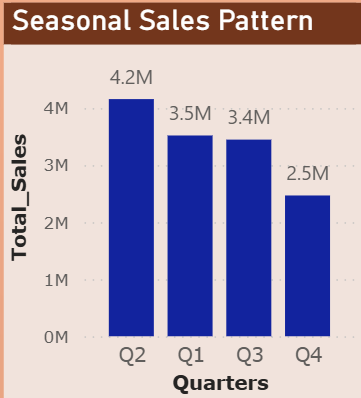 Seasonal Sales Pattern
4.2M
3.5M
3.4M
2.5M
4M
3M
2M
1M
0M
Total_Sales
Q2 Q1 Q3 Q4
Quarters